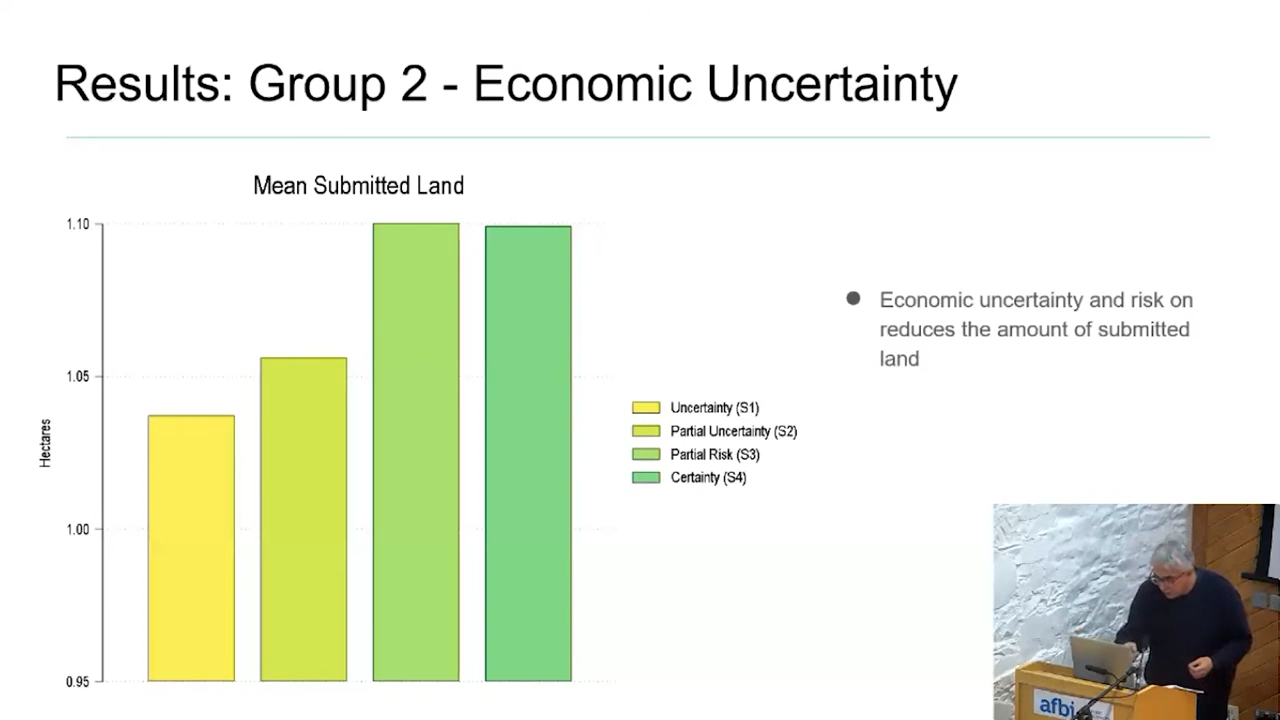 Results: Group 2 - Economic Uncertainty
Mean Submitted Land
1.10
1.05
1.00
0.95
Hectares
Uncertainty (S1)
Partial Uncertainty (S2)
Partial Risk (S3)
Certainty (S4)
Economic uncertainty and risk on
reduces the amount of submitted
land
afbi